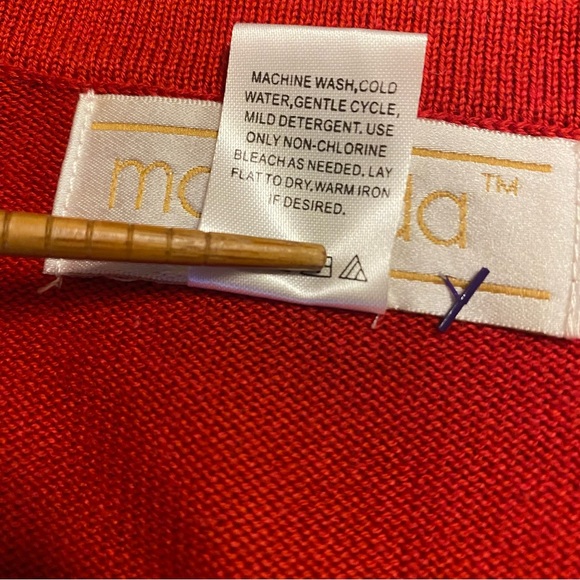 MACHINE WASH,COLD
WATER,GENTLE CYCLE,
MILD DETERGENT. USE
ONLY NON-CHLORINE
BLEACH AS NEEDED. LAY
FLAT TO DRY.WARM IRON
IF DESIRED.
TM